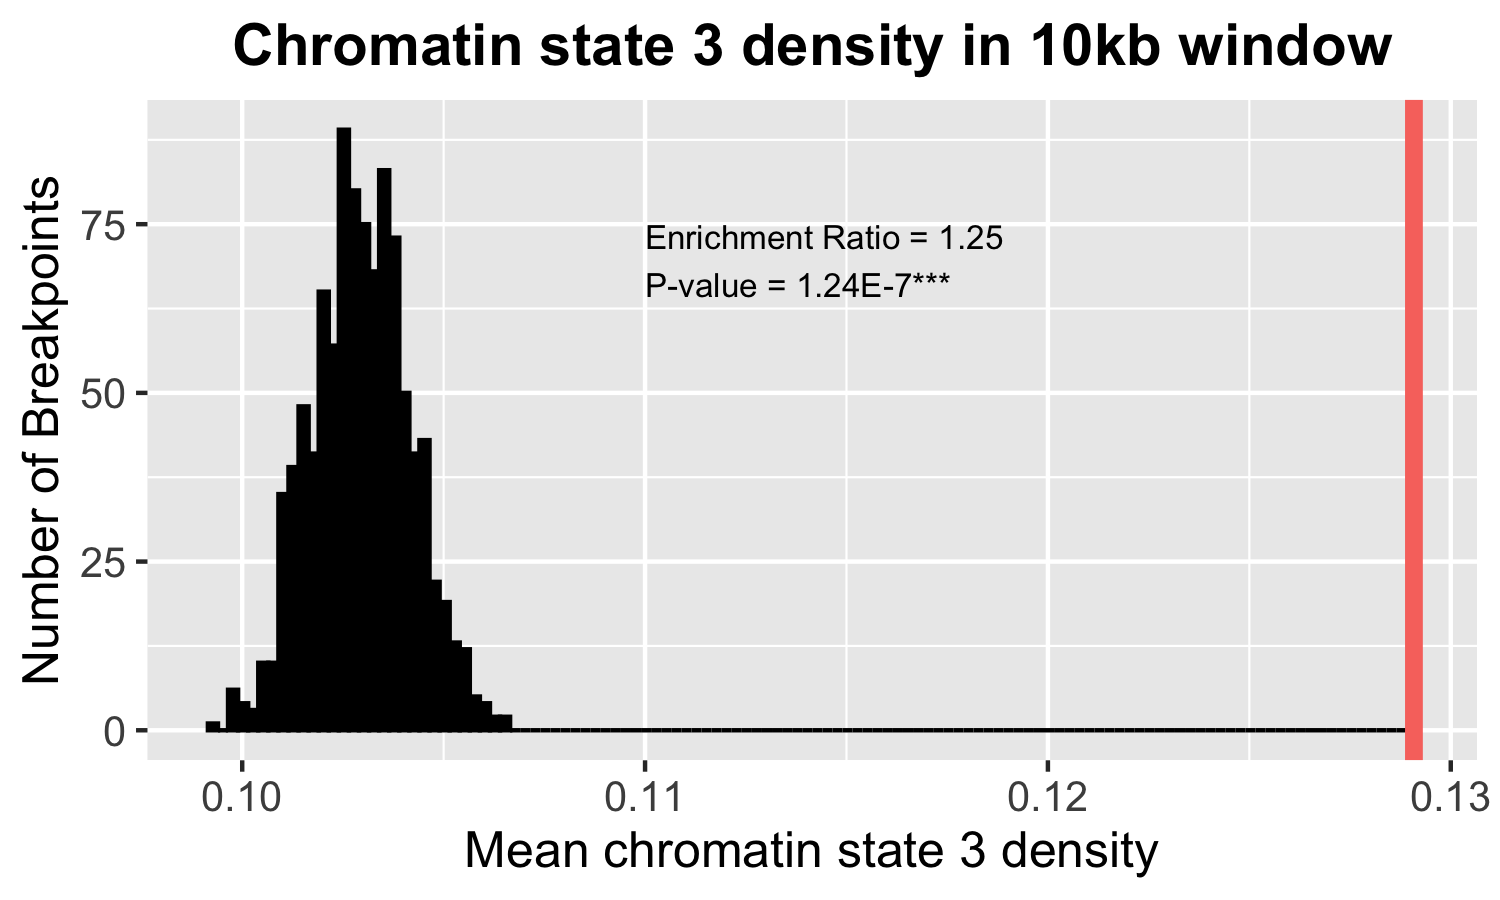 Chromatin state 3 density in 10kb window
Number of Breakpoints
75
50
25
0
Enrichment Ratio = 1.25
P-value = 1.24E-7***
0.10 0.11 0.12 0.13
Mean chromatin state 3 density